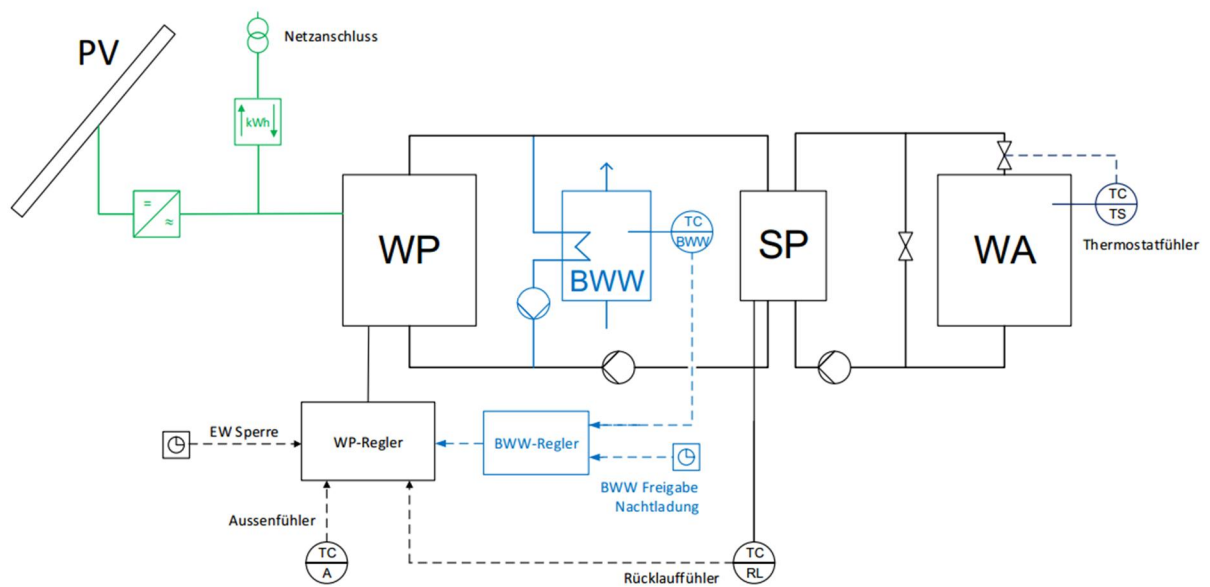 PV
Netzanschluss
kWh
=
≈
WP
BWW
TC
BWW
SP
WA
TC
TS
Thermostatfühler
EW Sperre
WP-Regler
BWW-Regler
BWW Freigabe
Nachtladung
Aussenfühler
TC
A
Rücklauffühler
TC
RL